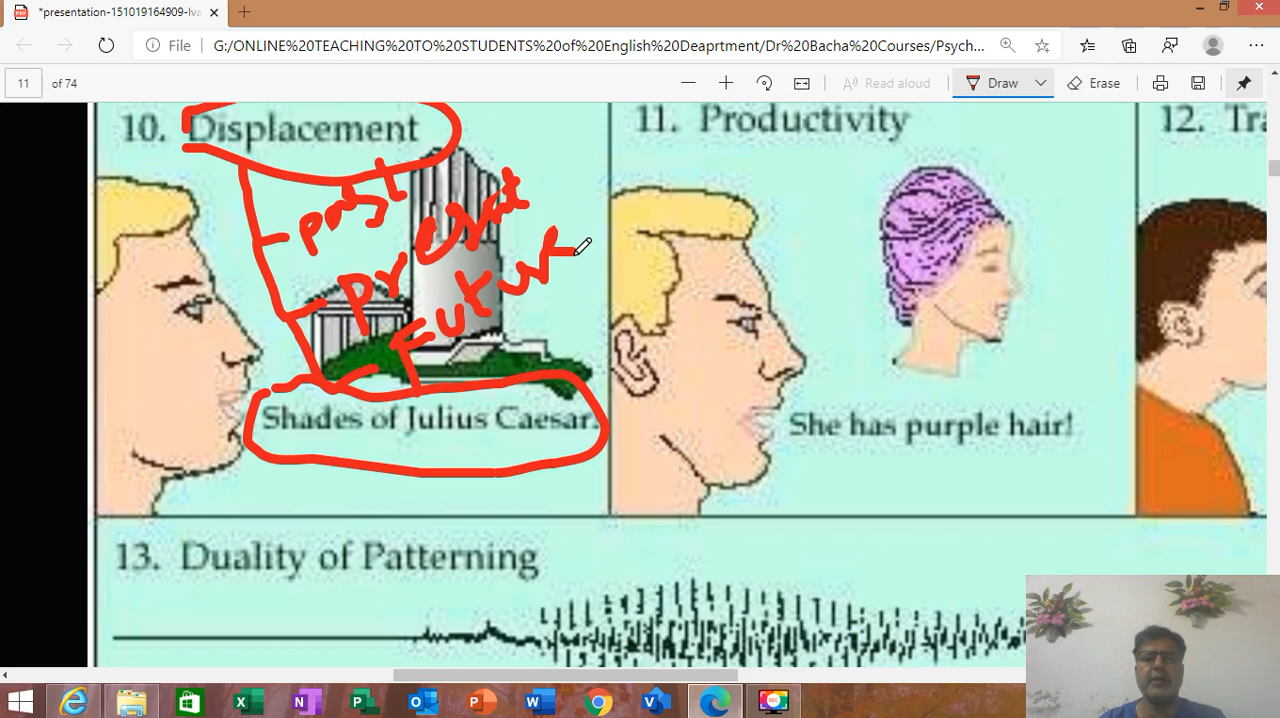 *presentation-151019164909-lva
File
G:/ONLINE%20TEACHING%20TO%20STUDENTS%20of%20English%20Deaprtment/Dr%20Bacha%20Courses/Psych...
11 of 74
Read aloud
Draw
Erase
10. Displacement
11. Productivity
12. Tra
past
present
Future
Shades of Julius Caesar.
She has purple hair!
13. Duality of Patterning